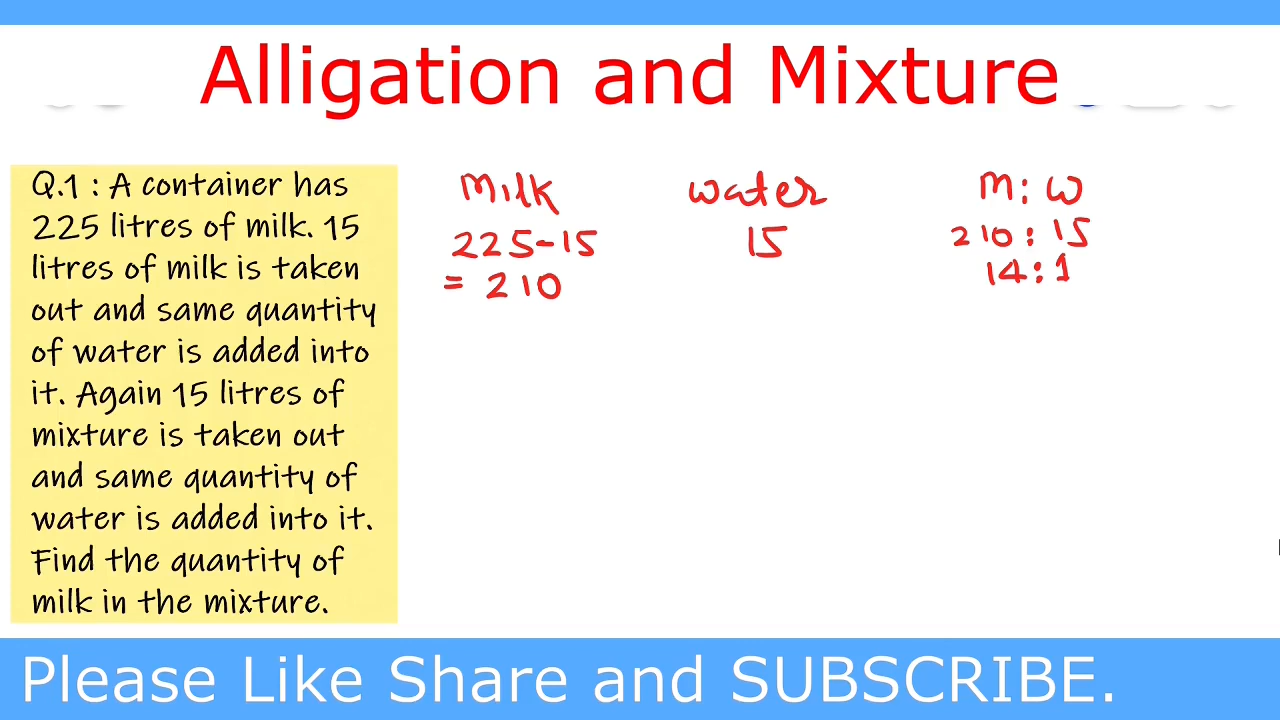 Alligation and Mixture
Q.1 : A container has
225 litres of milk. 15
litres of milk is taken
out and same quantity
of water is added into
it. Again 15 litres of
mixture is taken out
and same quantity of
water is added into it.
Find the quantity of
milk in the mixture.
Milk water M : W
225-15 15 210 : 15
= 210 14 : 1
Please Like Share and SUBSCRIBE.